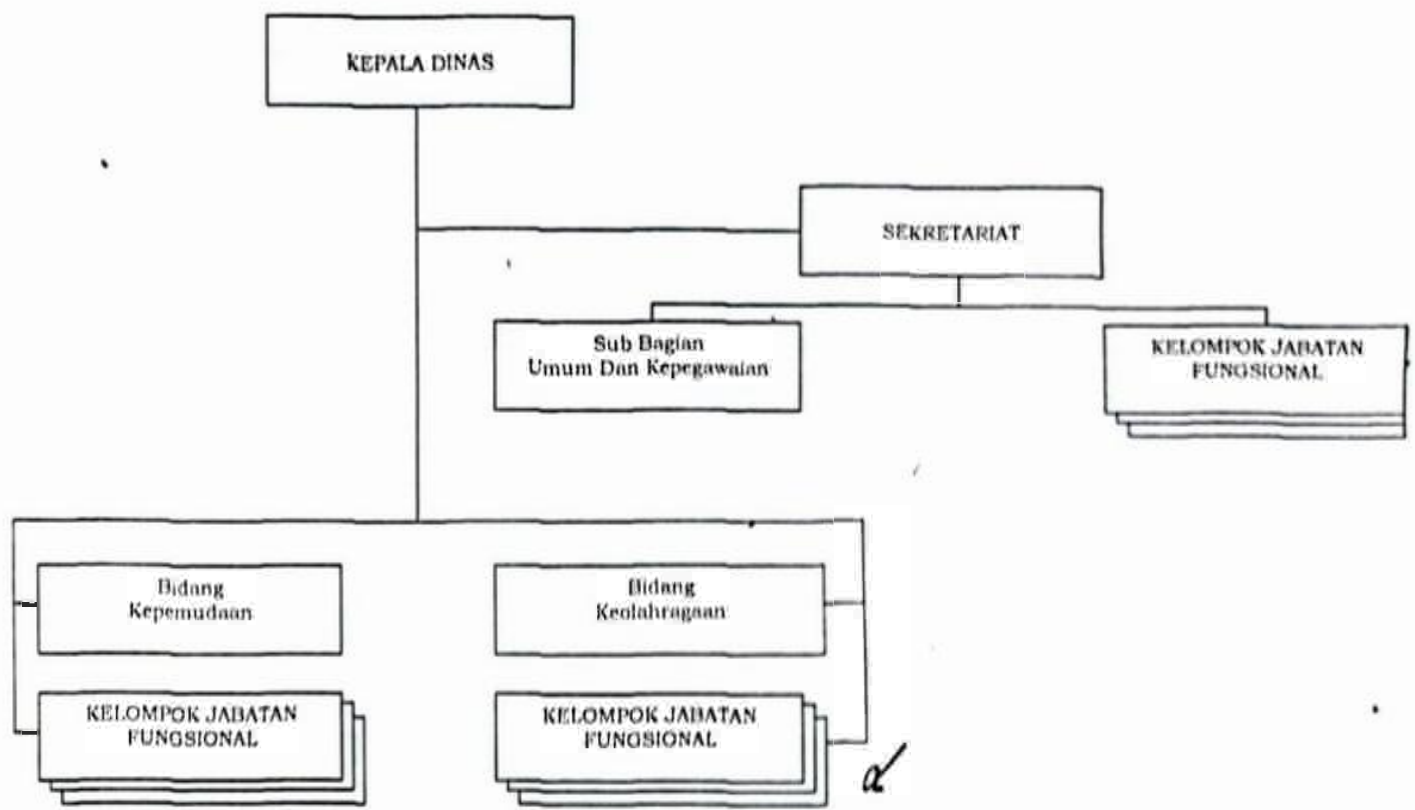 KEPALA DINAS
SEKRETARIAT
Sub Bagian
Umum Dan Kepegawaian
KELOMPOK JABATAN
FUNGSIONAL
Bidang
Kepemudaan
Bidang
Keolahragaan
KELOMPOK JABATAN
FUNGSIONAL
KELOMPOK JABATAN
FUNGSIONAL